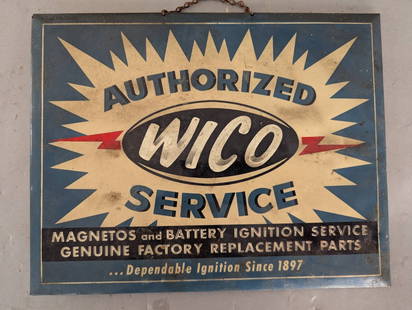 AUTHORIZED
WICO
SERVICE
MAGNETOS and BATTERY IGNITION SERVICE
GENUINE FACTORY REPLACEMENT PARTS
...Dependable Ignition Since 1897